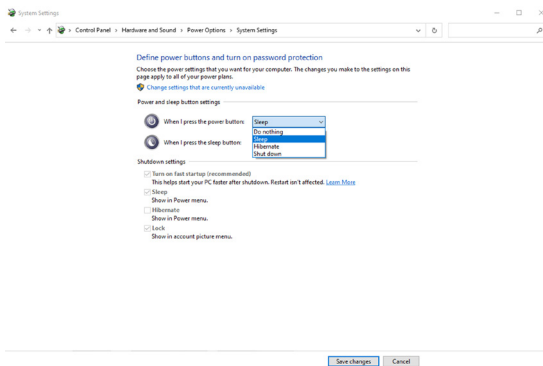 System Settings
Control Panel > Hardware and Sound > Power Options > System Settings
Define power buttons and turn on password protection
Choose the power settings that you want for your computer. The changes you make to the settings on this
page apply to all of your power plans.
Change settings that are currently unavailable
Power and sleep button settings
When I press the power button: Sleep
Do nothing
Sleep
When I press the sleep button: Hibernate
Shut down
Shutdown settings
Turn on fast startup (recommended)
This helps start your PC faster after shutdown. Restart isn't affected. Learn More
Sleep
Show in Power menu.
Hibernate
Show in Power menu.
Lock
Show in account picture menu.
Save changes Cancel